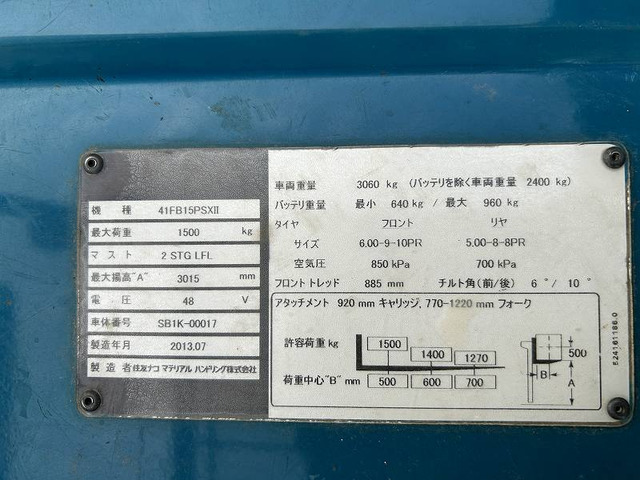 機 種 41FB15PSXII
最大荷重 1500 kg
マスト 2 STG LFL
最大揚高"A" 3015 mm
電 圧 48 V
車体番号 SB1K-00017
製造年月 2013.07
製造者 住友ナコ マテリアル ハンドリング株式会社
車両重量 3060 kg (バッテリを除く車両重量 2400 kg)
バッテリ重量 最小 640 kg / 最大 960 kg
タイヤ フロント リヤ
サイズ 6.00-9-10PR 5.00-8-8PR
空気圧 850 kPa 700 kPa
フロントトレッド 885 mm チルト角(前/後) 6°/ 10°
アタッチメント 920 mm キャリッジ, 770-1220 mm フォーク
許容荷重 kg 1500 1400 1270
荷重中心"B" mm 500 600 700
500
B
A
524161186.0